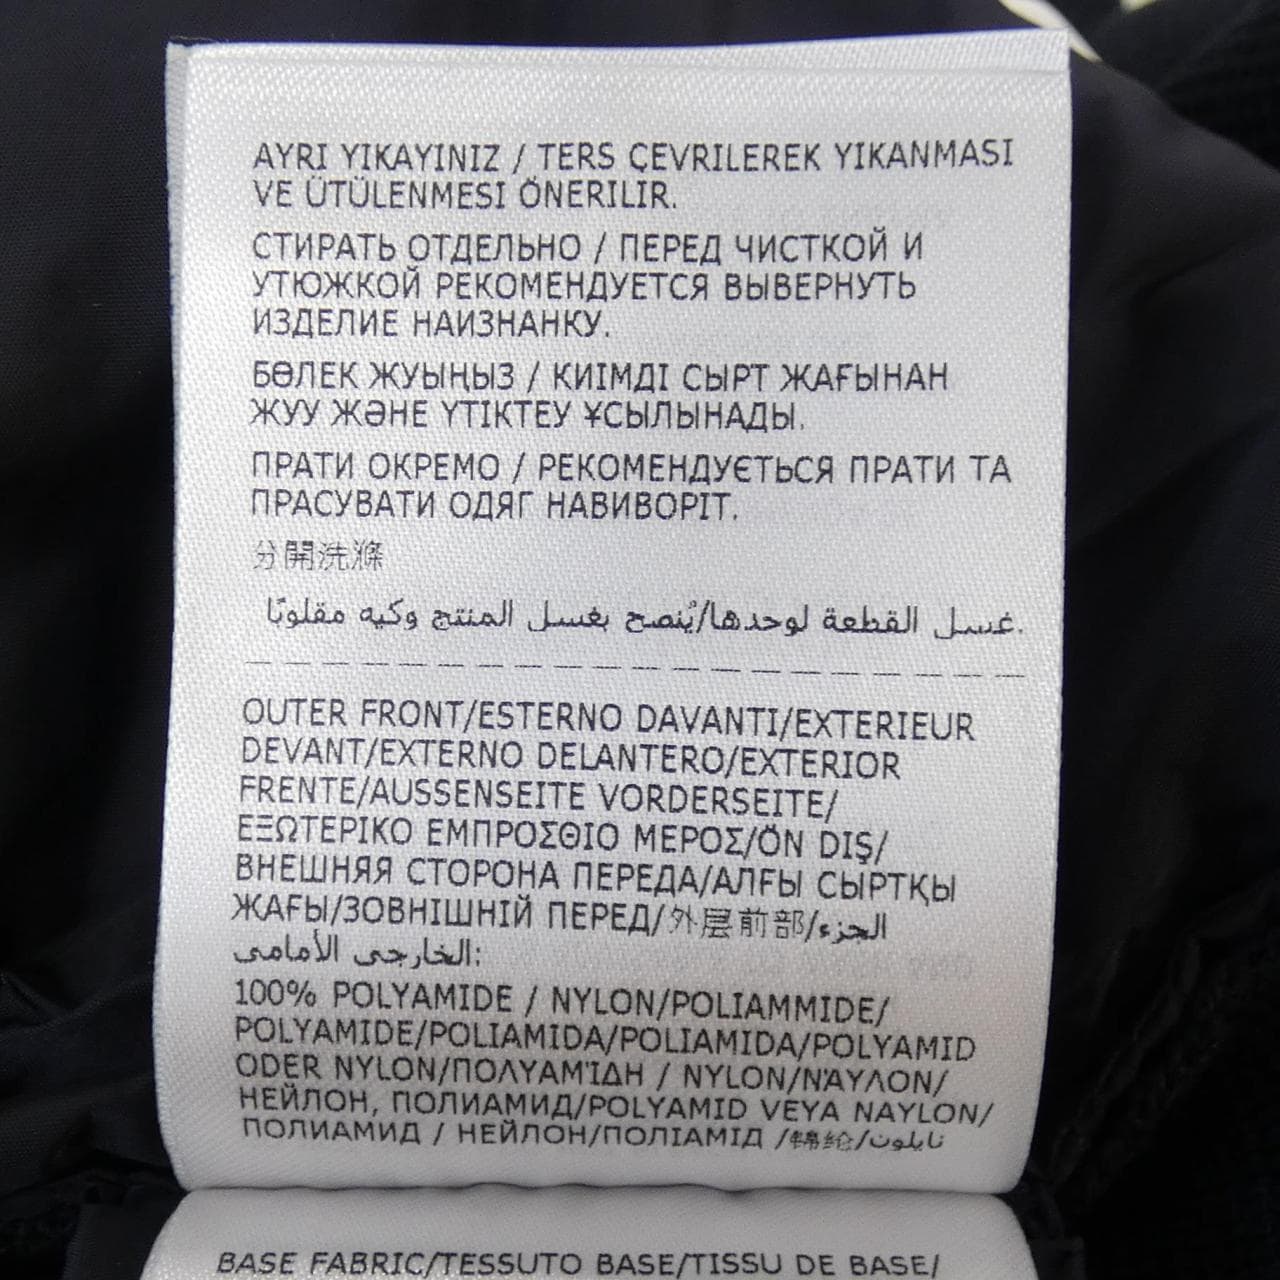 AYRI YIKAYINIZ / TERS ÇEVRILEREK YIKANMASI
VE ÜTÜLENMESI ÖNERILIR.
СТИРАТЬ ОТДЕЛЬНО / ПЕРЕД ЧИСТКОЙ И
УТЮЖКОЙ РЕКОМЕНДУЕТСЯ ВЫВЕРНУТЬ
ИЗДЕЛИЕ НАИЗНАНКУ.
БӨЛЕК ЖУЫҢЫЗ / КИІМДІ СЫРТ ЖАҒЫНАН
ЖУУ ЖӘНЕ ҮТІКТЕУ ҰСЫЛЫНАДЫ.
ПРАТИ ОКРЕМО / РЕКОМЕНДУЄТЬСЯ ПРАТИ ТА
ПРАСУВАТИ ОДЯГ НАВИВОРІТ.
分開洗滌
غسل القطعة لوحدها/يُنصح بغسل المنتج وكيه مقلوبًا.
OUTER FRONT/ESTERNO DAVANTI/EXTERIEUR
DEVANT/EXTERNO DELANTERO/EXTERIOR
FRENTE/AUSSENSEITE VORDERSEITE/
ΕΞΩΤΕΡΙΚΟ ΕΜΠΡΟΣΘΙΟ ΜΕΡΟΣ/ÖN DIŞ/
ВНЕШНЯЯ СТОРОНА ПЕРЕДА/АЛҒЫ СЫРТҚЫ
ЖАҒЫ/ЗОВНІШНІЙ ПЕРЕД/外层前部/الجزء
الخارجي الأمامي:
100% POLYAMIDE / NYLON/POLIAMMIDE/
POLYAMIDE/POLIAMIDA/POLIAMIDA/POLYAMID
ODER NYLON/ΠΟΛΥΑΜΊΔΗ / NYLON/ΝΆΥΛΟΝ/
НЕЙЛОН, ПОЛИАМИД/POLYAMID VEYA NAYLON/
ПОЛИАМИД / НЕЙЛОН/ПОЛІАМІД /锦纶/نايلون
BASE FABRIC/TESSUTO BASE/TISSU DE BASE/